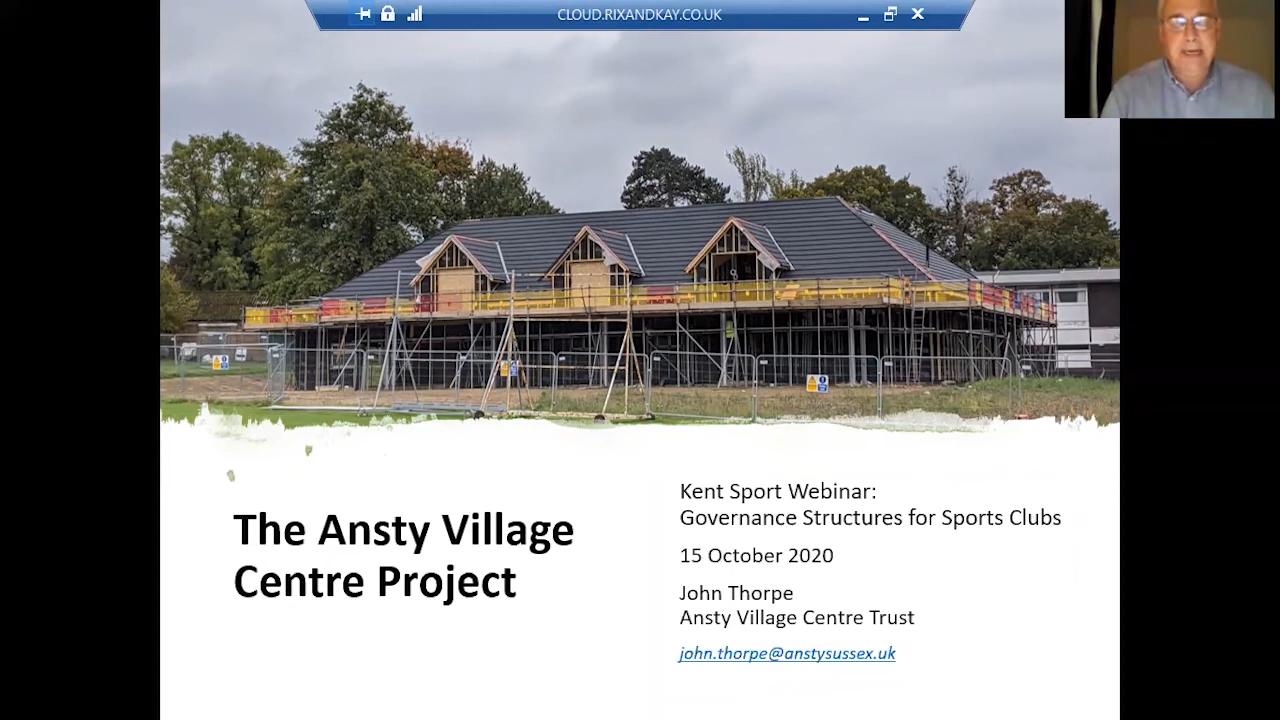 CLOUD.RIXANDKAY.CO.UK
The Ansty Village
Centre Project
Kent Sport Webinar:
Governance Structures for Sports Clubs
15 October 2020
John Thorpe
Ansty Village Centre Trust
john.thorpe@anstysussex.uk